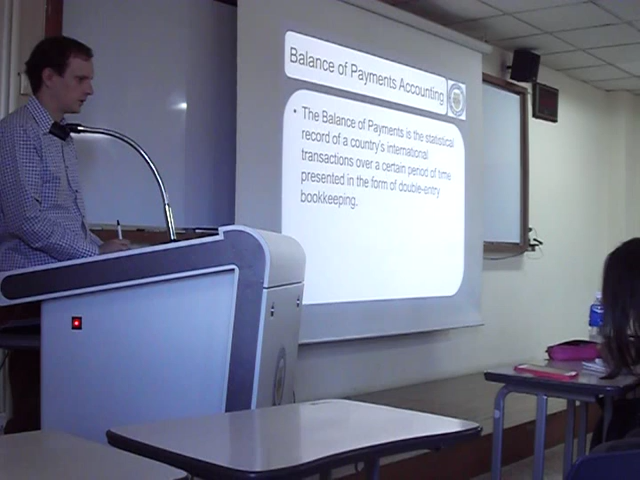 Balance of Payments Accounting
• The Balance of Payments is the statistical
record of a country's international
transactions over a certain period of time
presented in the form of double-entry
bookkeeping.